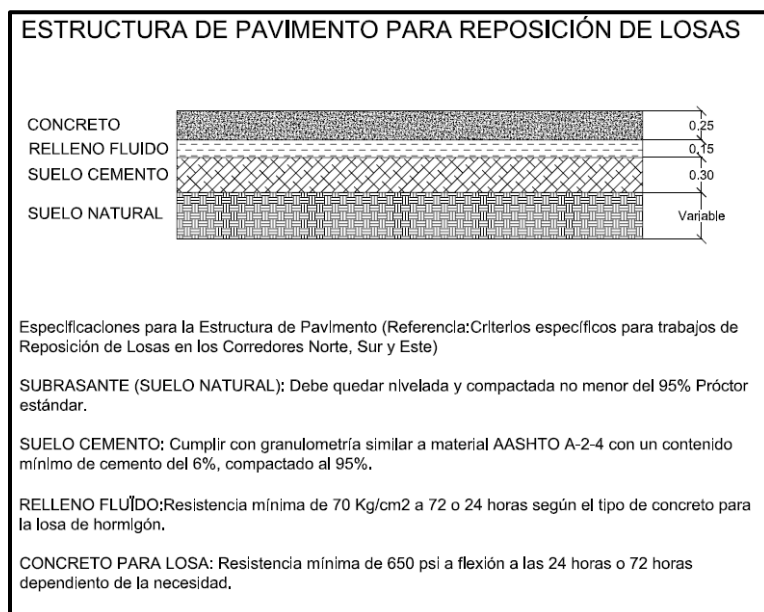 ESTRUCTURA DE PAVIMENTO PARA REPOSICIÓN DE LOSAS
CONCRETO
0.25
RELLENO FLUIDO
0.15
SUELO CEMENTO
0.30
SUELO NATURAL
Variable
Especificaciones para la Estructura de Pavimento (Referencia:Criterios específicos para trabajos de
Reposición de Losas en los Corredores Norte, Sur y Este)
SUBRASANTE (SUELO NATURAL): Debe quedar nivelada y compactada no menor del 95% Próctor
estándar.
SUELO CEMENTO: Cumplir con granulometría similar a material AASHTO A-2-4 con un contenido
mínimo de cemento del 6%, compactado al 95%.
RELLENO FLUÏDO:Resistencia mínima de 70 Kg/cm2 a 72 o 24 horas según el tipo de concreto para
la losa de hormigón.
CONCRETO PARA LOSA: Resistencia mínima de 650 psi a flexión a las 24 horas o 72 horas
dependiento de la necesidad.